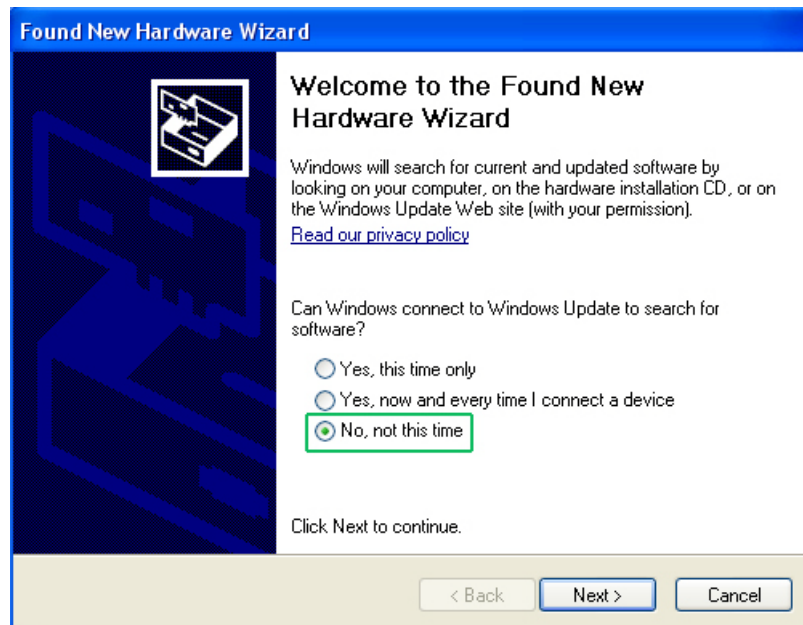 Found New Hardware Wizard
Welcome to the Found New
Hardware Wizard
Windows will search for current and updated software by
looking on your computer, on the hardware installation CD, or on
the Windows Update Web site (with your permission).
Read our privacy policy
Can Windows connect to Windows Update to search for
software?
Yes, this time only
Yes, now and every time I connect a device
No, not this time
Click Next to continue.
< Back Next > Cancel